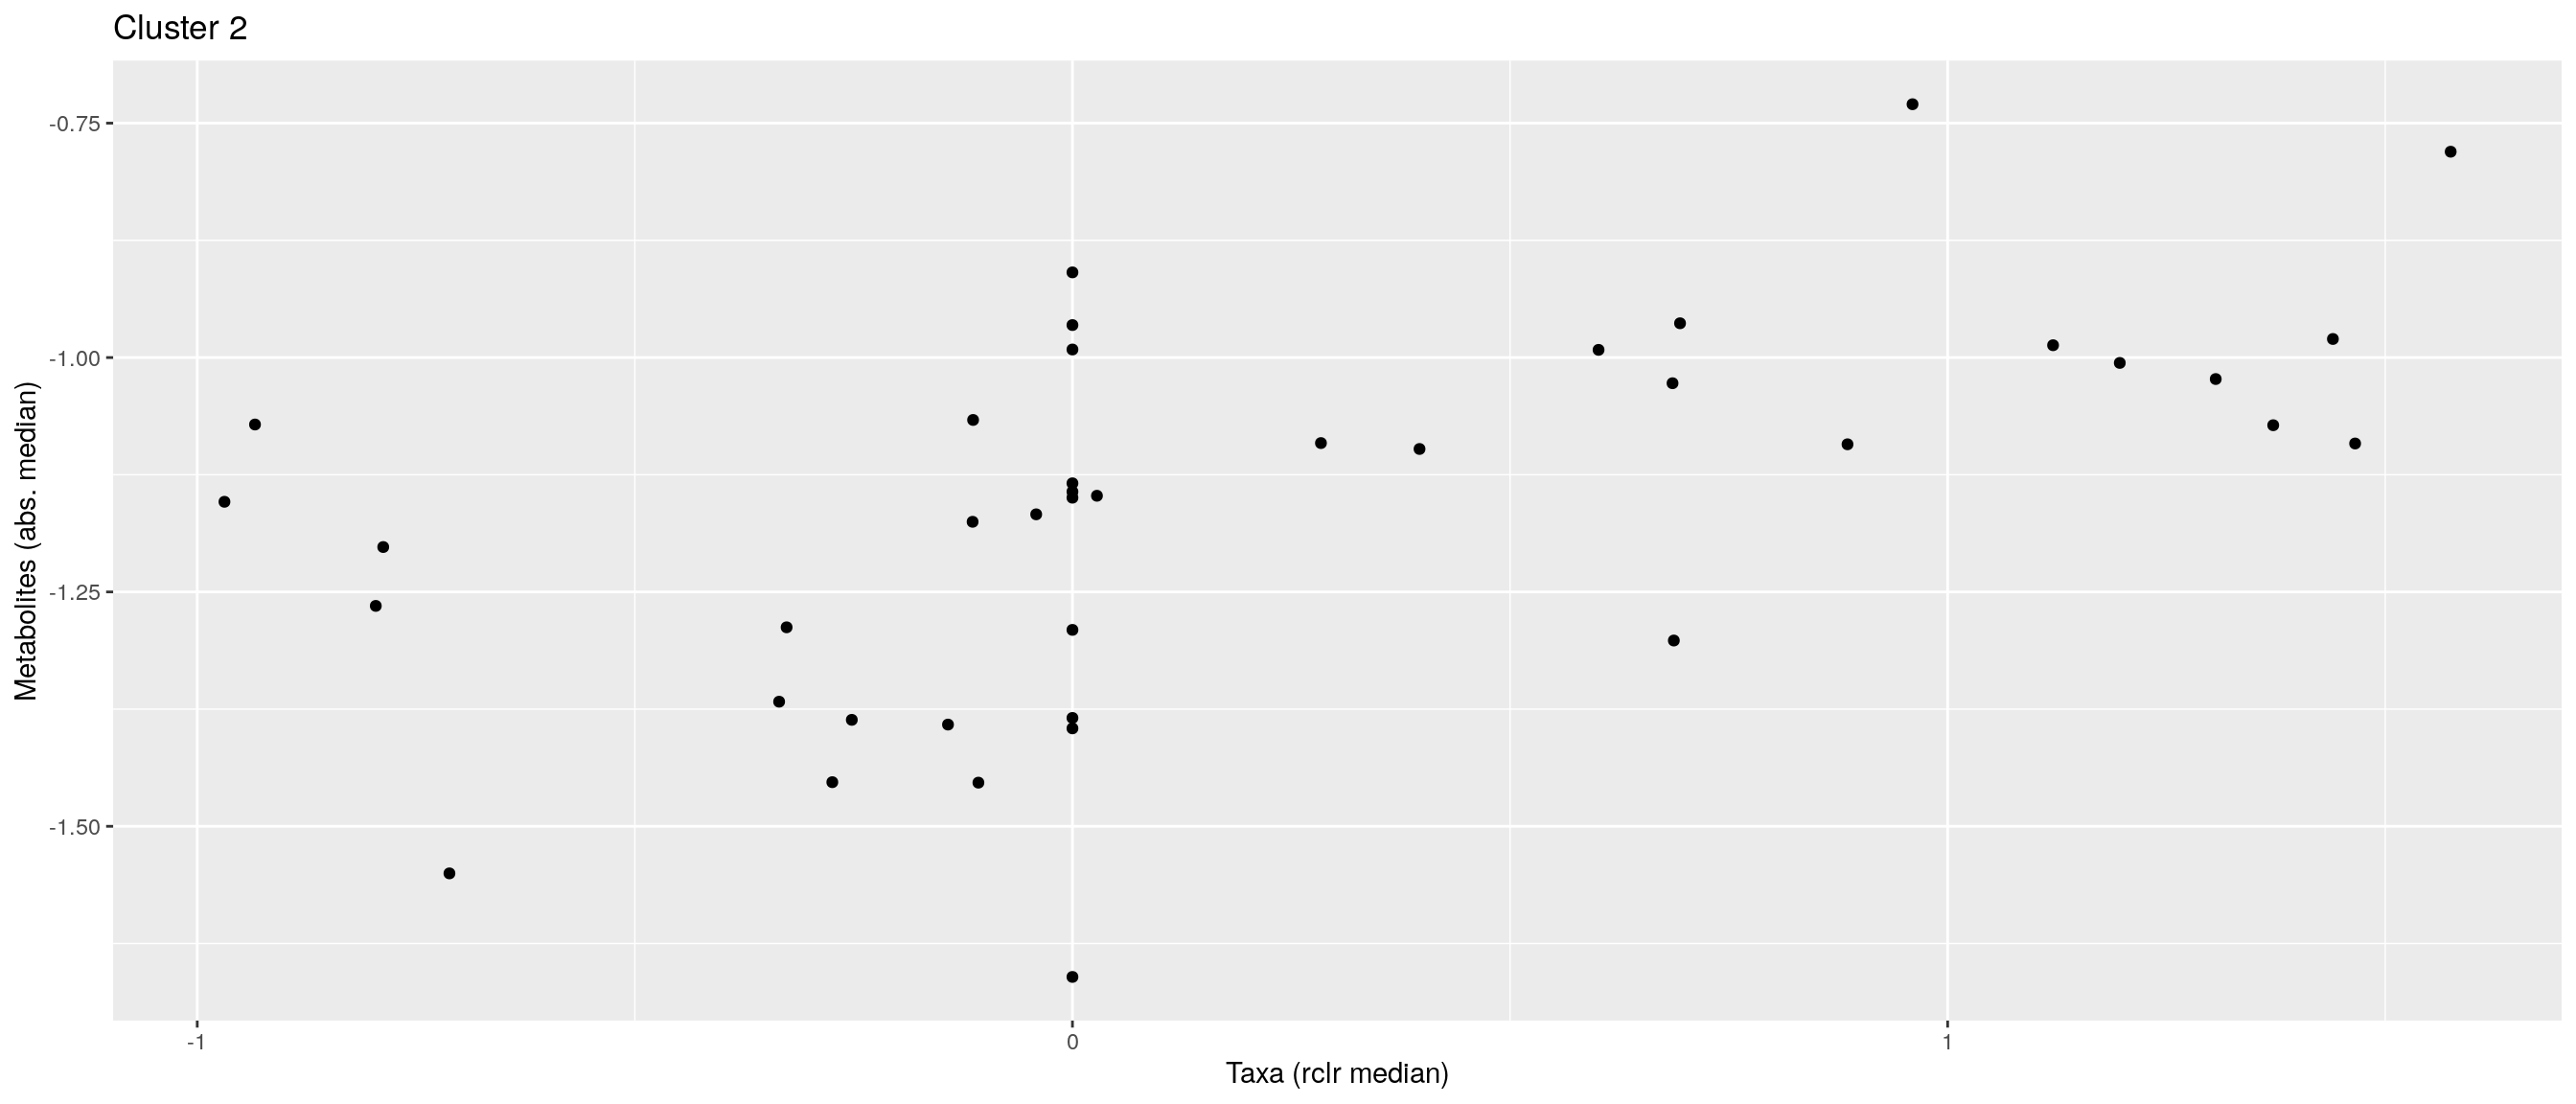 Cluster 2
-0.75
-1.00
-1.25
-1.50
Metabolites (abs. median)
-1
0
1
Taxa (rclr median)